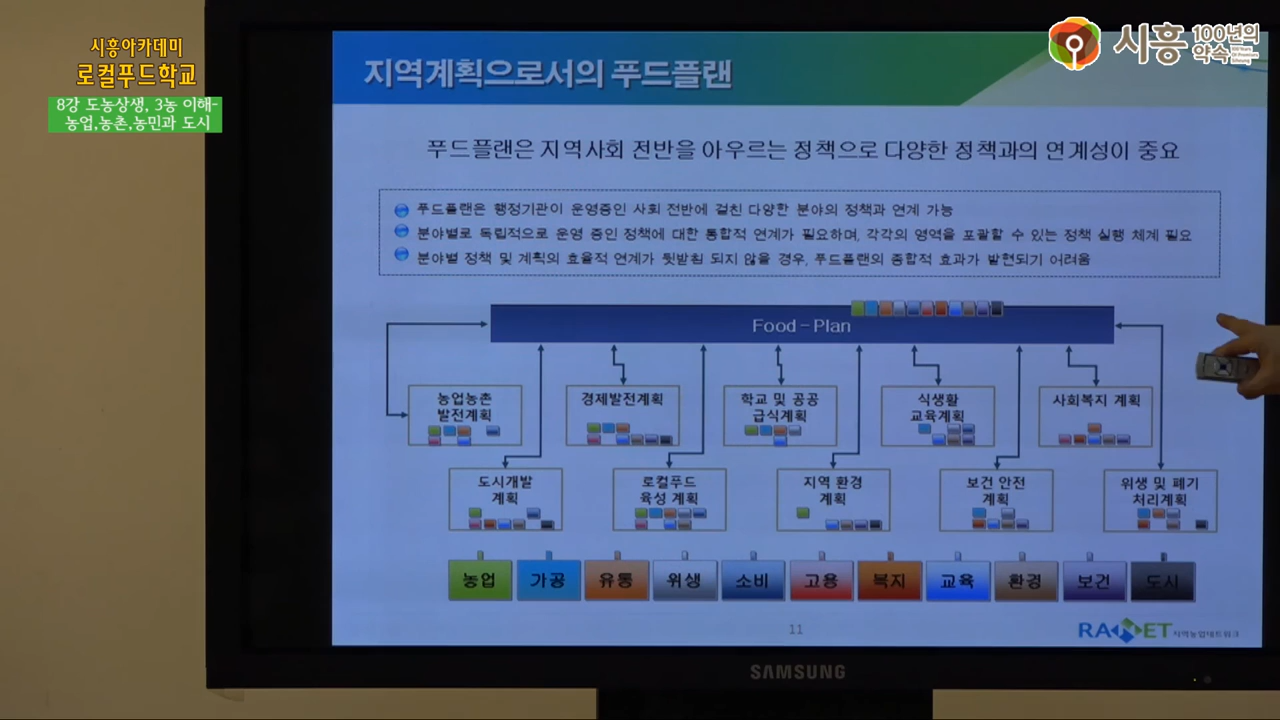 시흥아카데미
로컬푸드학교
8강 도농상생, 3농 이해-
농업,농촌,농민과 도시
시흥 100년의 약속
지역계획으로서의 푸드플랜
푸드플랜은 지역사회 전반을 아우르는 정책으로 다양한 정책과의 연계성이 중요
푸드플랜은 행정기관이 운영중인 사회 전반에 걸친 다양한 분야의 정책과 연계 가능
분야별로 독립적으로 운영 중인 정책에 대한 통합적 연계가 필요하며, 각각의 영역을 포괄할 수 있는 정책 실행 체계 필요
분야별 정책 및 계획의 효율적 연계가 뒷받침 되지 않을 경우, 푸드플랜의 종합적 효과가 발현되기 어려움
Food – Plan
농업농촌
발전계획
경제발전계획
학교 및 공공
급식계획
식생활
교육계획
사회복지 계획
도시개발
계획
로컬푸드
육성 계획
지역 환경
계획
보건 안전
계획
위생 및 폐기
처리계획
농업 가공 유통 위생 소비 고용 복지 교육 환경 보건 도시
11
RANET 지역농업네트워크
SAMSUNG